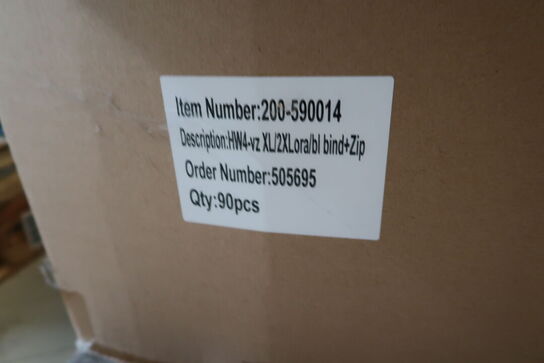 Item Number:200-590014
Description:HW4-vz XL/2XLora/bl bind+Zip
Order Number:505695
Qty:90pcs